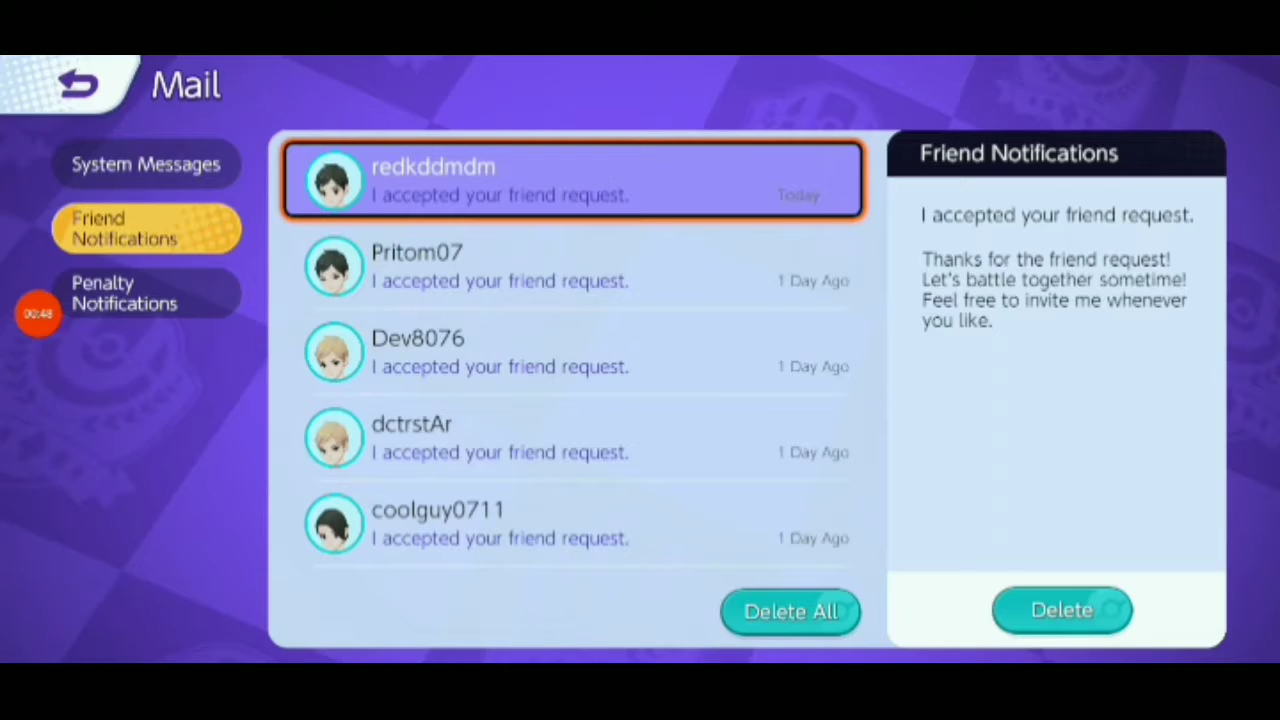 Mail
System Messages
Friend
Notifications
Penalty
Notifications
00:48
redkddmdm
I accepted your friend request.
Today
Pritom07
I accepted your friend request.
1 Day Ago
Dev8076
I accepted your friend request.
1 Day Ago
dctrstAr
I accepted your friend request.
1 Day Ago
coolguy0711
I accepted your friend request.
1 Day Ago
Delete All
Friend Notifications
I accepted your friend request.
Thanks for the friend request!
Let's battle together sometime!
Feel free to invite me whenever
you like.
Delete